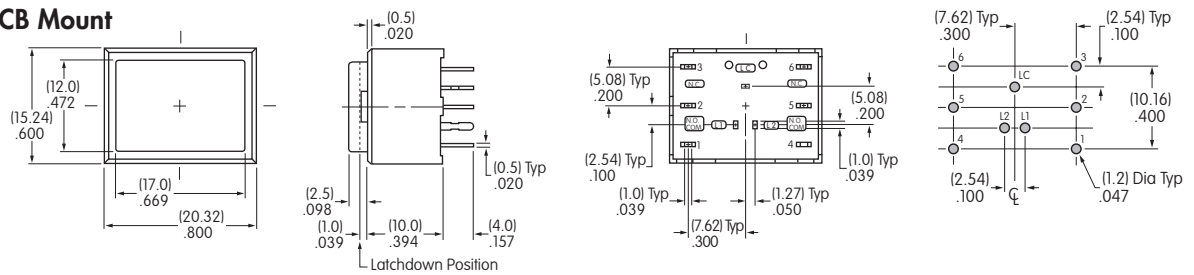 CB Mount
(12.0)
.472
(15.24)
.600
(17.0)
.669
(20.32)
.800
(0.5)
.020
(0.5) Typ
.020
(2.5)
.098
(1.0)
.039
(10.0)
.394
(4.0)
.157
Latchdown Position
3
LC
6
N.C.
N.C.
(5.08) Typ
.200
2
5
(5.08)
.200
N.O.
COM
L1
L2
N.O.
COM
1
4
(2.54) Typ
.100
(1.0) Typ
.039
(1.0) Typ
.039
(1.27) Typ
.050
(7.62) Typ
.300
(7.62) Typ
.300
(2.54) Typ
.100
6
3
LC
5
2
(10.16)
.400
L2
L1
4
1
(2.54)
.100
℄
(1.2) Dia Typ
.047